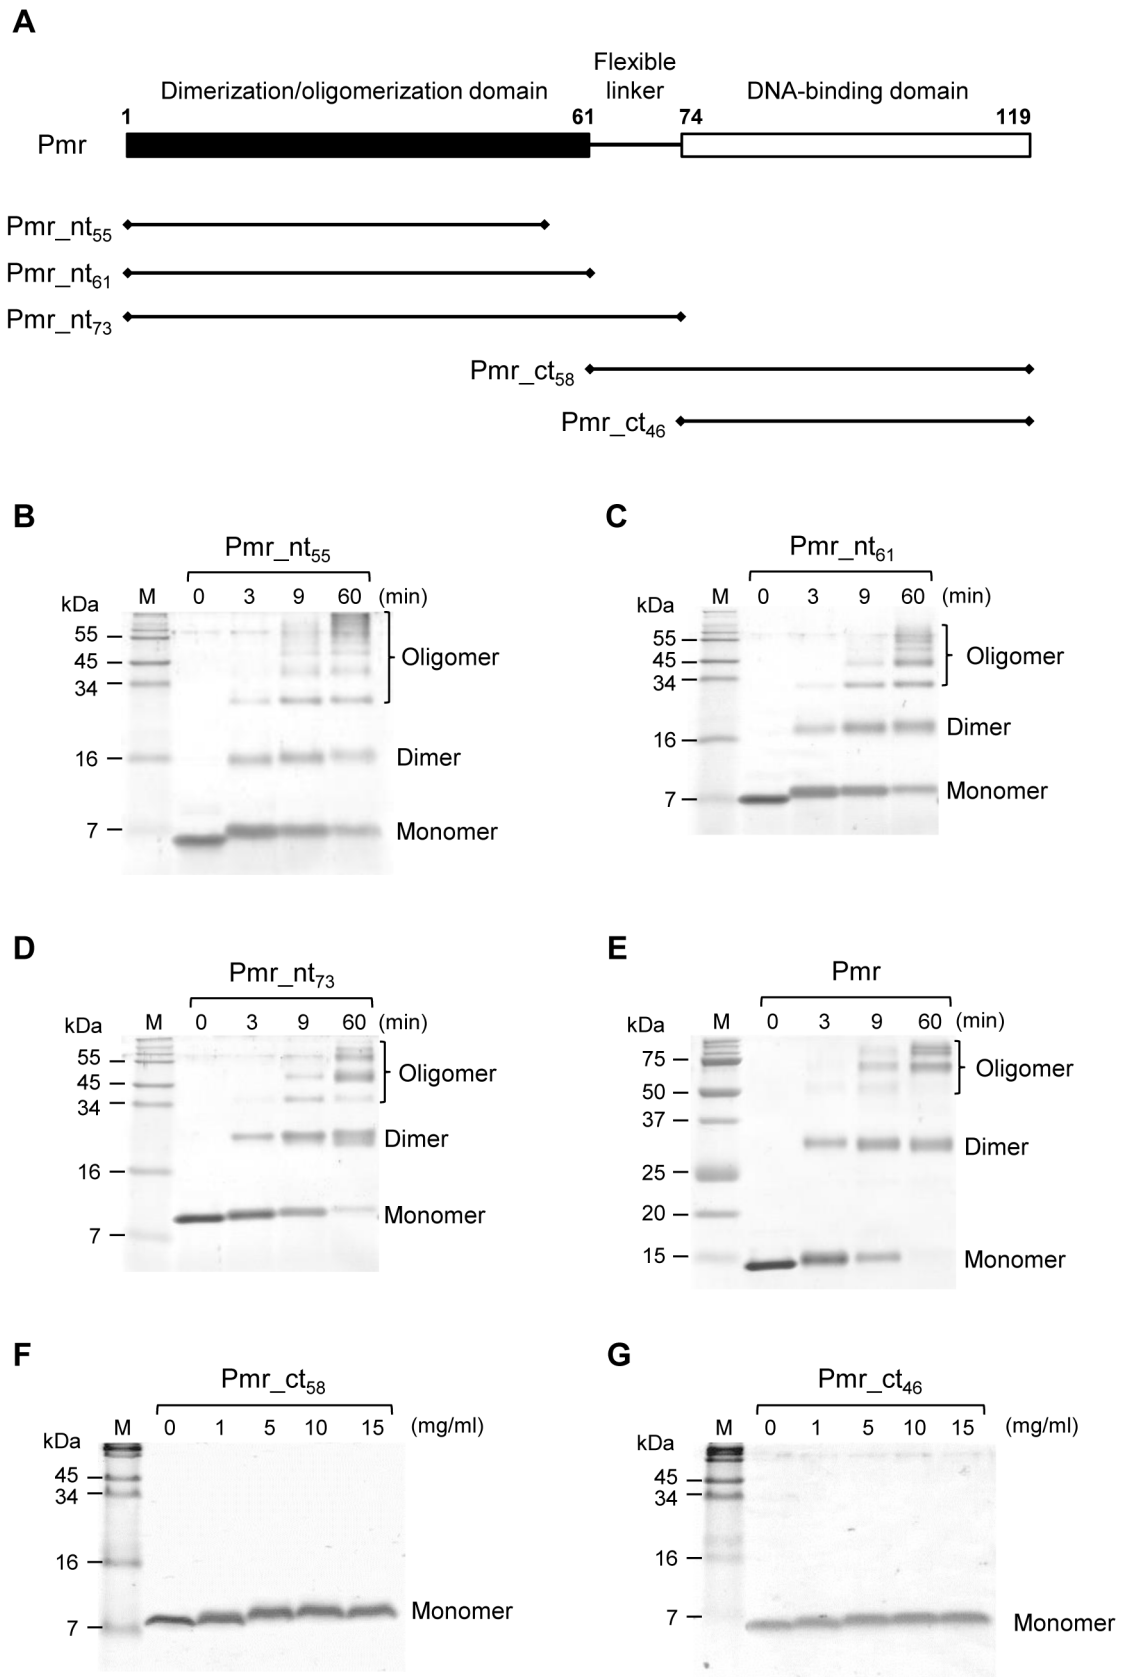 A
Dimerization/oligomerization domain
Flexible
linker
DNA-binding domain
1 61 74 119
Pmr
Pmr_nt55
Pmr_nt61
Pmr_nt73
Pmr_ct58
Pmr_ct46
B
Pmr_nt55
kDa M 0 3 9 60 (min)
55
45
34
16
7
Oligomer
Dimer
Monomer
C
Pmr_nt61
kDa M 0 3 9 60 (min)
55
45
34
16
7
Oligomer
Dimer
Monomer
D
Pmr_nt73
kDa M 0 3 9 60 (min)
55
45
34
16
7
Oligomer
Dimer
Monomer
E
Pmr
kDa M 0 3 9 60 (min)
75
50
37
25
20
15
Oligomer
Dimer
Monomer
F
Pmr_ct58
kDa M 0 1 5 10 15 (mg/ml)
45
34
16
7
Monomer
G
Pmr_ct46
kDa M 0 1 5 10 15 (mg/ml)
45
34
16
7
Monomer